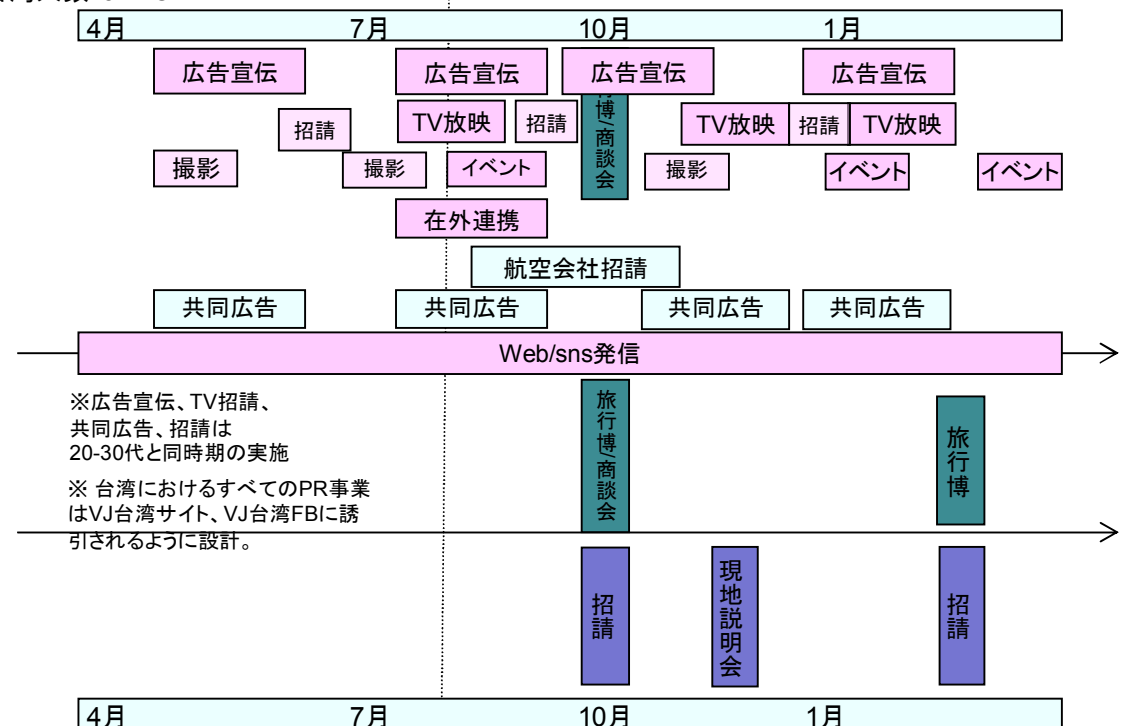 4月 7月 10月 1月
広告宣伝 広告宣伝 広告宣伝 広告宣伝
招請 TV放映 招請 TV放映 招請 TV放映
博/商談会
撮影 撮影 イベント 撮影 イベント イベント
在外連携
航空会社招請
共同広告 共同広告 共同広告 共同広告
Web/sns発信
※広告宣伝、TV招請、
共同広告、招請は
20-30代と同時期の実施
※ 台湾におけるすべてのPR事業
はVJ台湾サイト、VJ台湾FBに誘
引されるように設計。
旅行博/商談会
旅行博
招請
現地説明会
招請
4月 7月 10月 1月